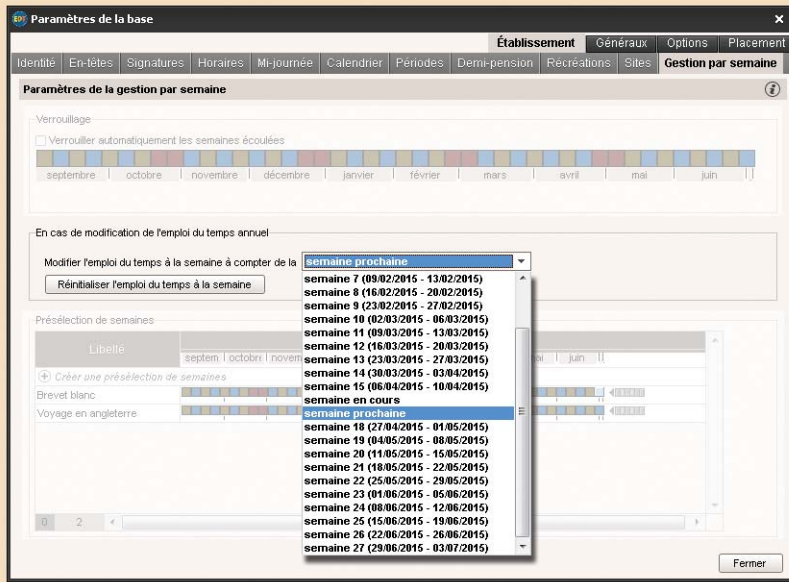 EDT Paramètres de la base
Établissement Généraux Options Placement
Identité En-têtes Signatures Horaires Mi-journée Calendrier Périodes Demi-pension Récréations Sites Gestion par semaine
Paramètres de la gestion par semaine
Verrouillage
Verrouiller automatiquement les semaines écoulées
septembre octobre novembre décembre janvier février mars avril mai juin
En cas de modification de l'emploi du temps annuel
Modifier l'emploi du temps à la semaine à compter de la semaine prochaine
Réinitialiser l'emploi du temps à la semaine
semaine 7 (09/02/2015 - 13/02/2015)
semaine 8 (16/02/2015 - 20/02/2015)
semaine 9 (23/02/2015 - 27/02/2015)
semaine 10 (02/03/2015 - 06/03/2015)
semaine 11 (09/03/2015 - 13/03/2015)
semaine 12 (16/03/2015 - 20/03/2015)
semaine 13 (23/03/2015 - 27/03/2015)
semaine 14 (30/03/2015 - 03/04/2015)
semaine 15 (06/04/2015 - 10/04/2015)
semaine en cours
semaine prochaine
semaine 18 (27/04/2015 - 01/05/2015)
semaine 19 (04/05/2015 - 08/05/2015)
semaine 20 (11/05/2015 - 15/05/2015)
semaine 21 (18/05/2015 - 22/05/2015)
semaine 22 (25/05/2015 - 29/05/2015)
semaine 23 (01/06/2015 - 05/06/2015)
semaine 24 (08/06/2015 - 12/06/2015)
semaine 25 (15/06/2015 - 19/06/2015)
semaine 26 (22/06/2015 - 26/06/2015)
semaine 27 (29/06/2015 - 03/07/2015)
Présélection de semaines
Libellé
septem octobr novem ai juin
Créer une présélection de semaines
Brevet blanc
Voyage en angleterre
0 2
Fermer